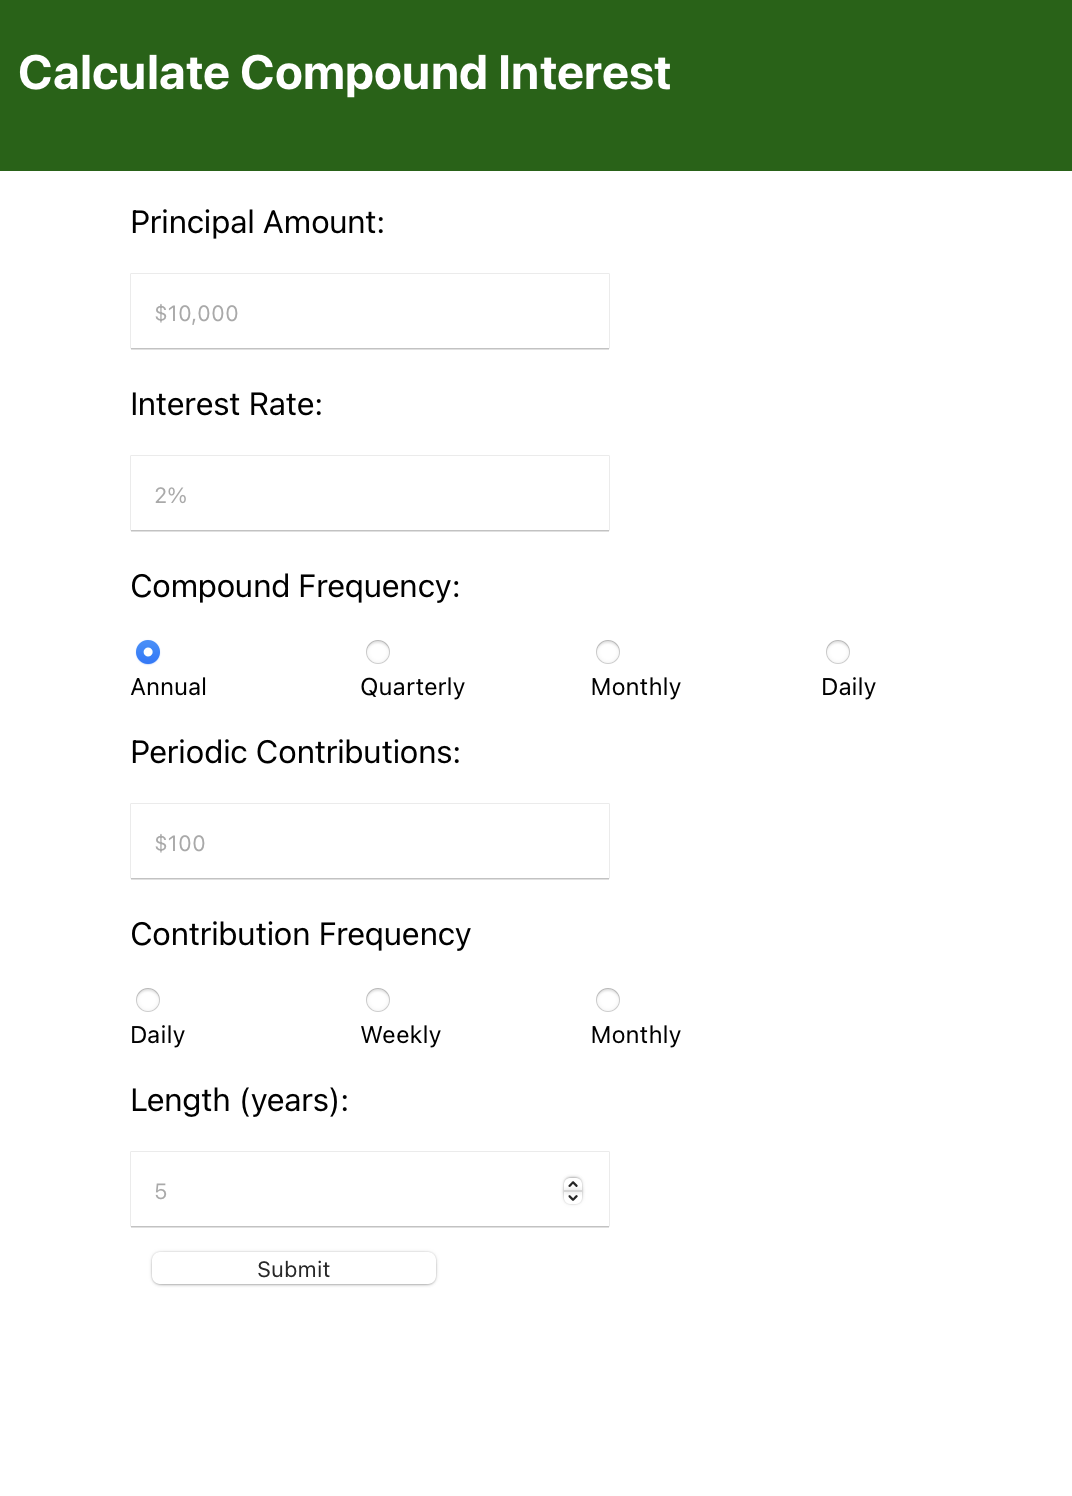 Calculate Compound Interest
Principal Amount:
$10,000
Interest Rate:
2%
Compound Frequency:
Annual Quarterly Monthly Daily
Periodic Contributions:
$100
Contribution Frequency
Daily Weekly Monthly
Length (years):
5
Submit